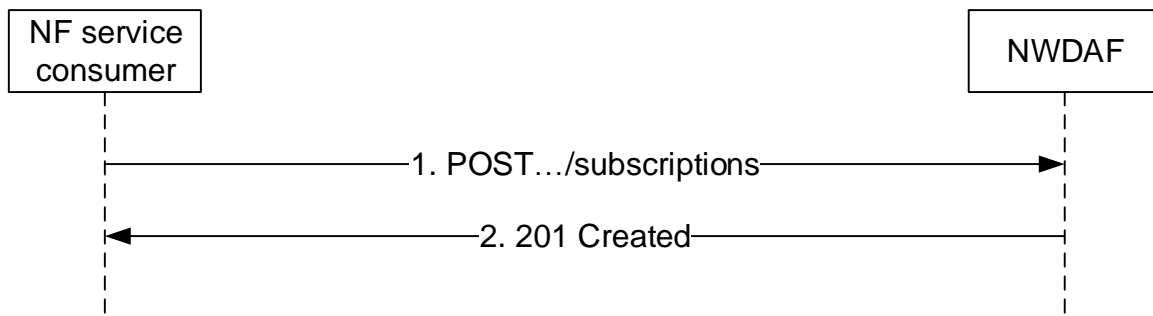 NF service
consumer
NWDAF
1. POST…/subscriptions
2. 201 Created